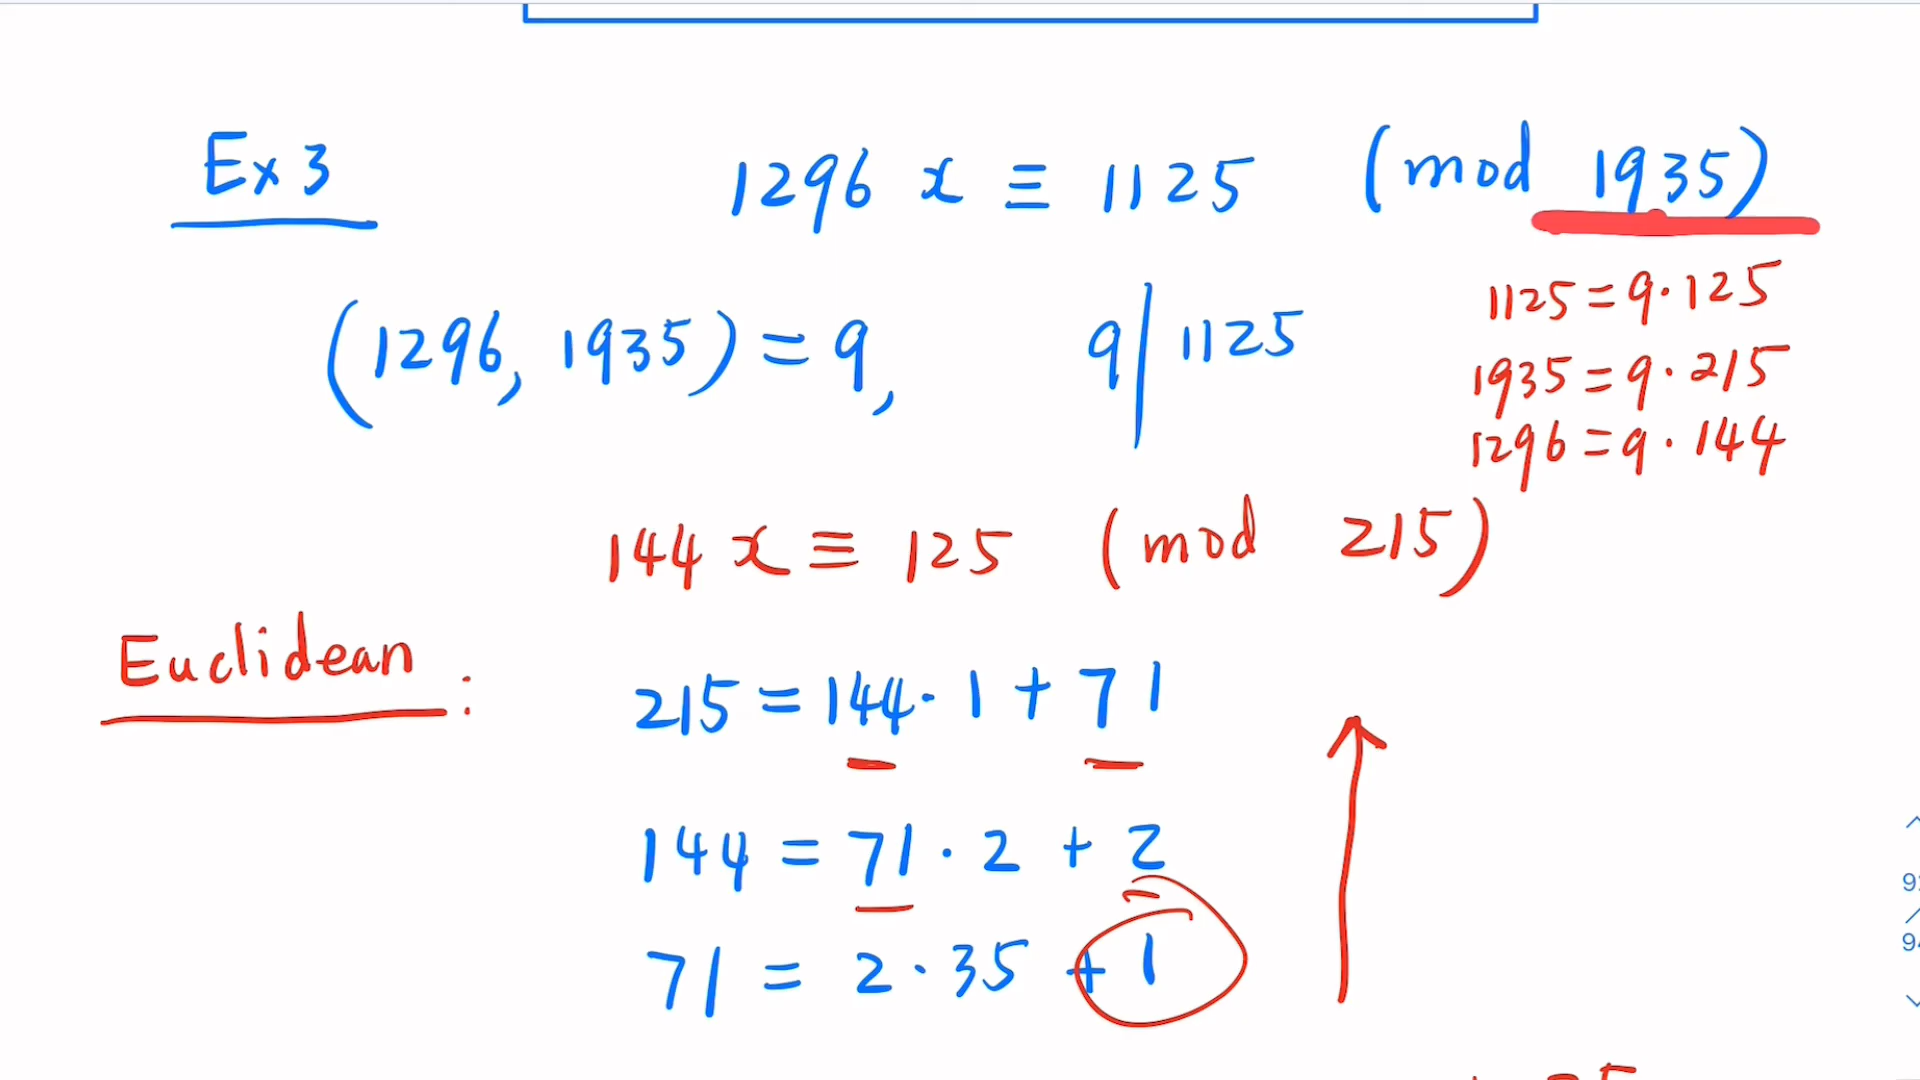 Ex 3 1296 x ≡ 1125 (mod 1935)
1125 = 9·125
(1296, 1935) = 9, 9 | 1125
1935 = 9·215
1296 = 9·144
144 x ≡ 125 (mod 215)
Euclidean :
215 = 144·1 + 71
144 = 71·2 + 2
71 = 2·35 + 1